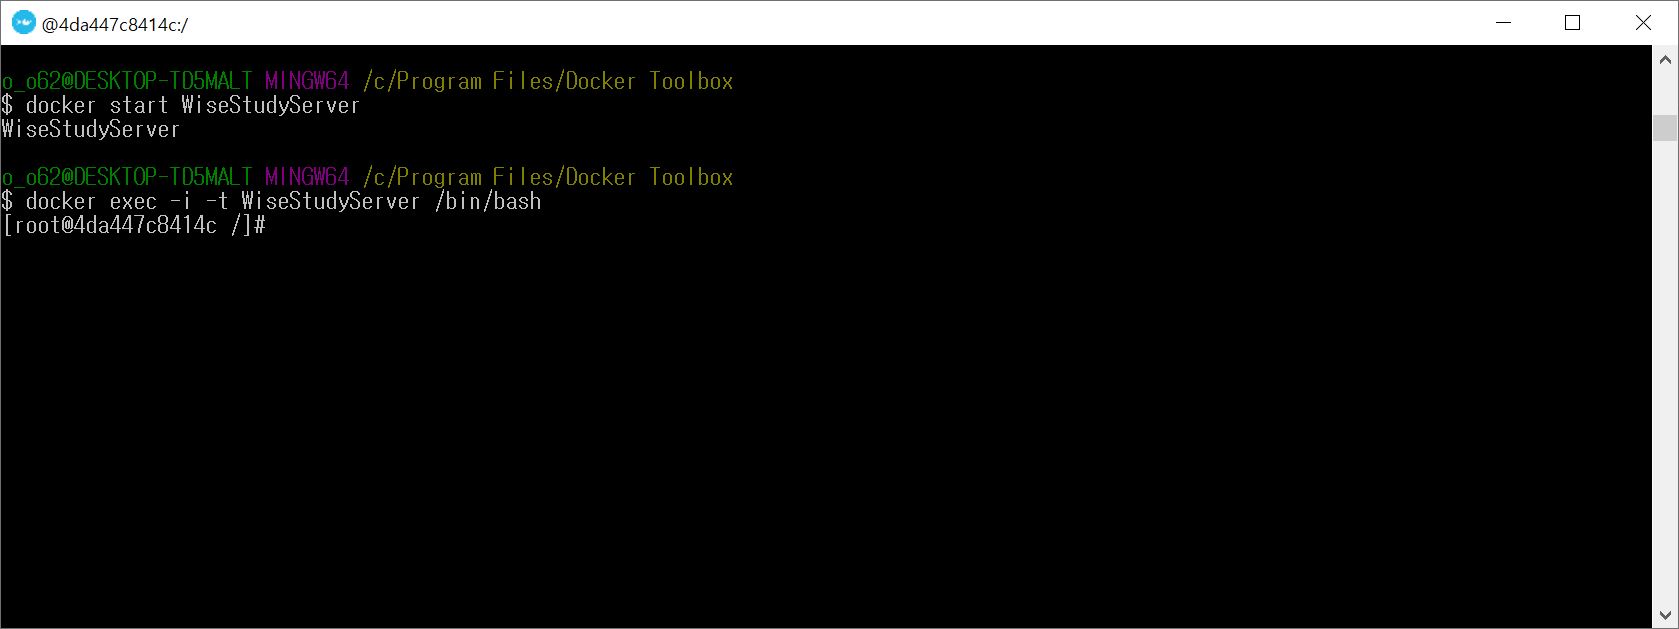 @4da447c8414c:/
o_o62@DESKTOP-TD5MALT MINGW64 /c/Program Files/Docker Toolbox
$ docker start WiseStudyServer
WiseStudyServer
o_o62@DESKTOP-TD5MALT MINGW64 /c/Program Files/Docker Toolbox
$ docker exec -i -t WiseStudyServer /bin/bash
[root@4da447c8414c /]#